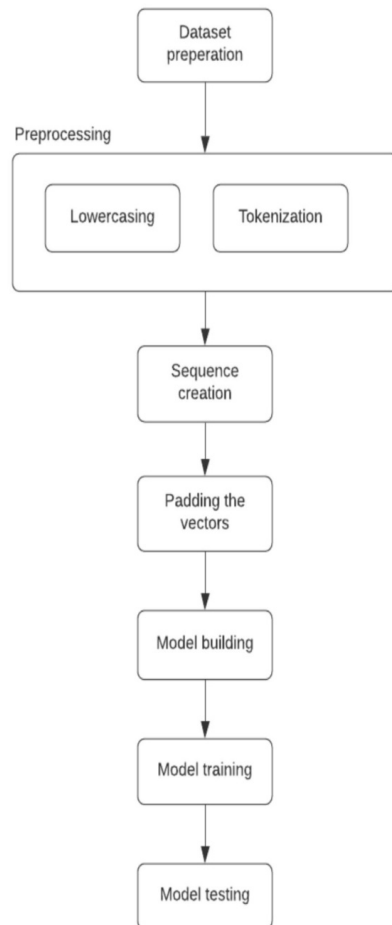 Dataset
preperation
Preprocessing
Lowercasing
Tokenization
Sequence
creation
Padding the
vectors
Model building
Model training
Model testing